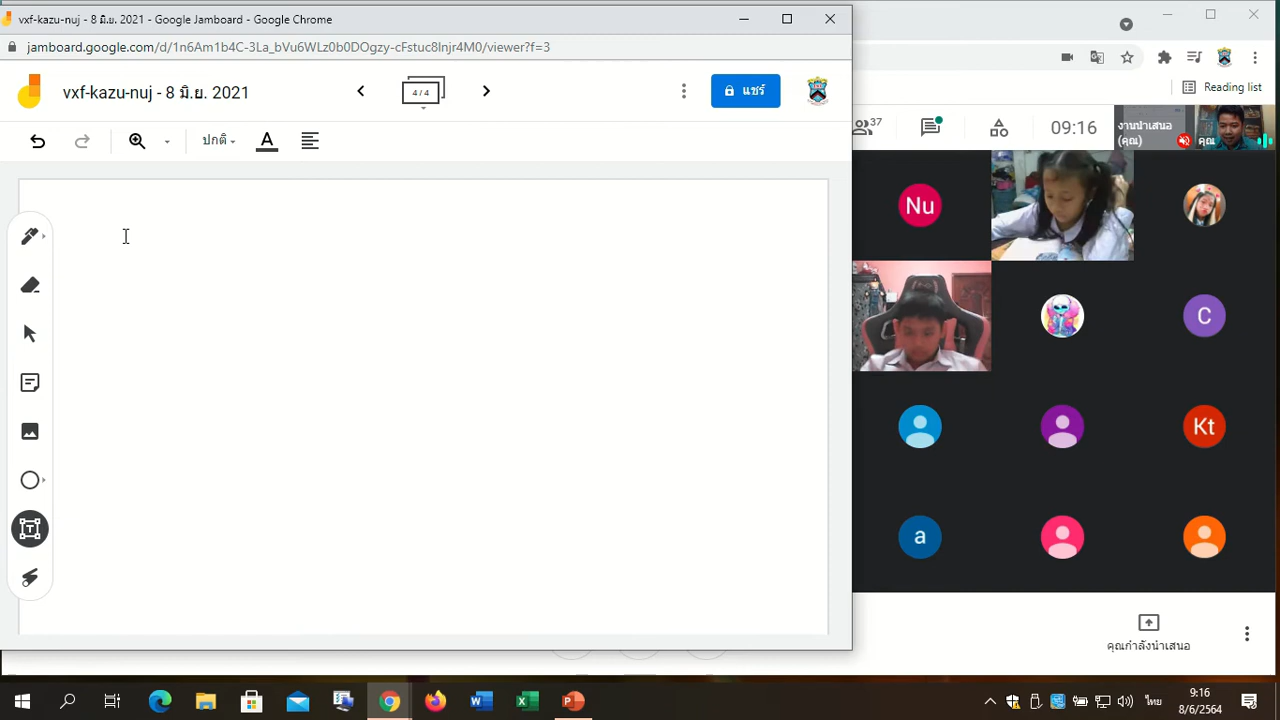 vxf-kazu-nuj - 8 มิ.ย. 2021 - Google Jamboard - Google Chrome
jamboard.google.com/d/1n6Am1b4C-3La_bVu6WLz0b0DOgzy-cFstuc8lnjr4M0/viewer?f=3
Reading list
vxf-kazu-nuj - 8 มิ.ย. 2021
4 / 4
แชร์
37
09:16
งานนำเสนอ
(คุณ)
คุณ
ปกติ
A
Nu
C
Kt
a
T
คุณกำลังนำเสนอ
W
X
P
ไทย
9:16
8/6/2564